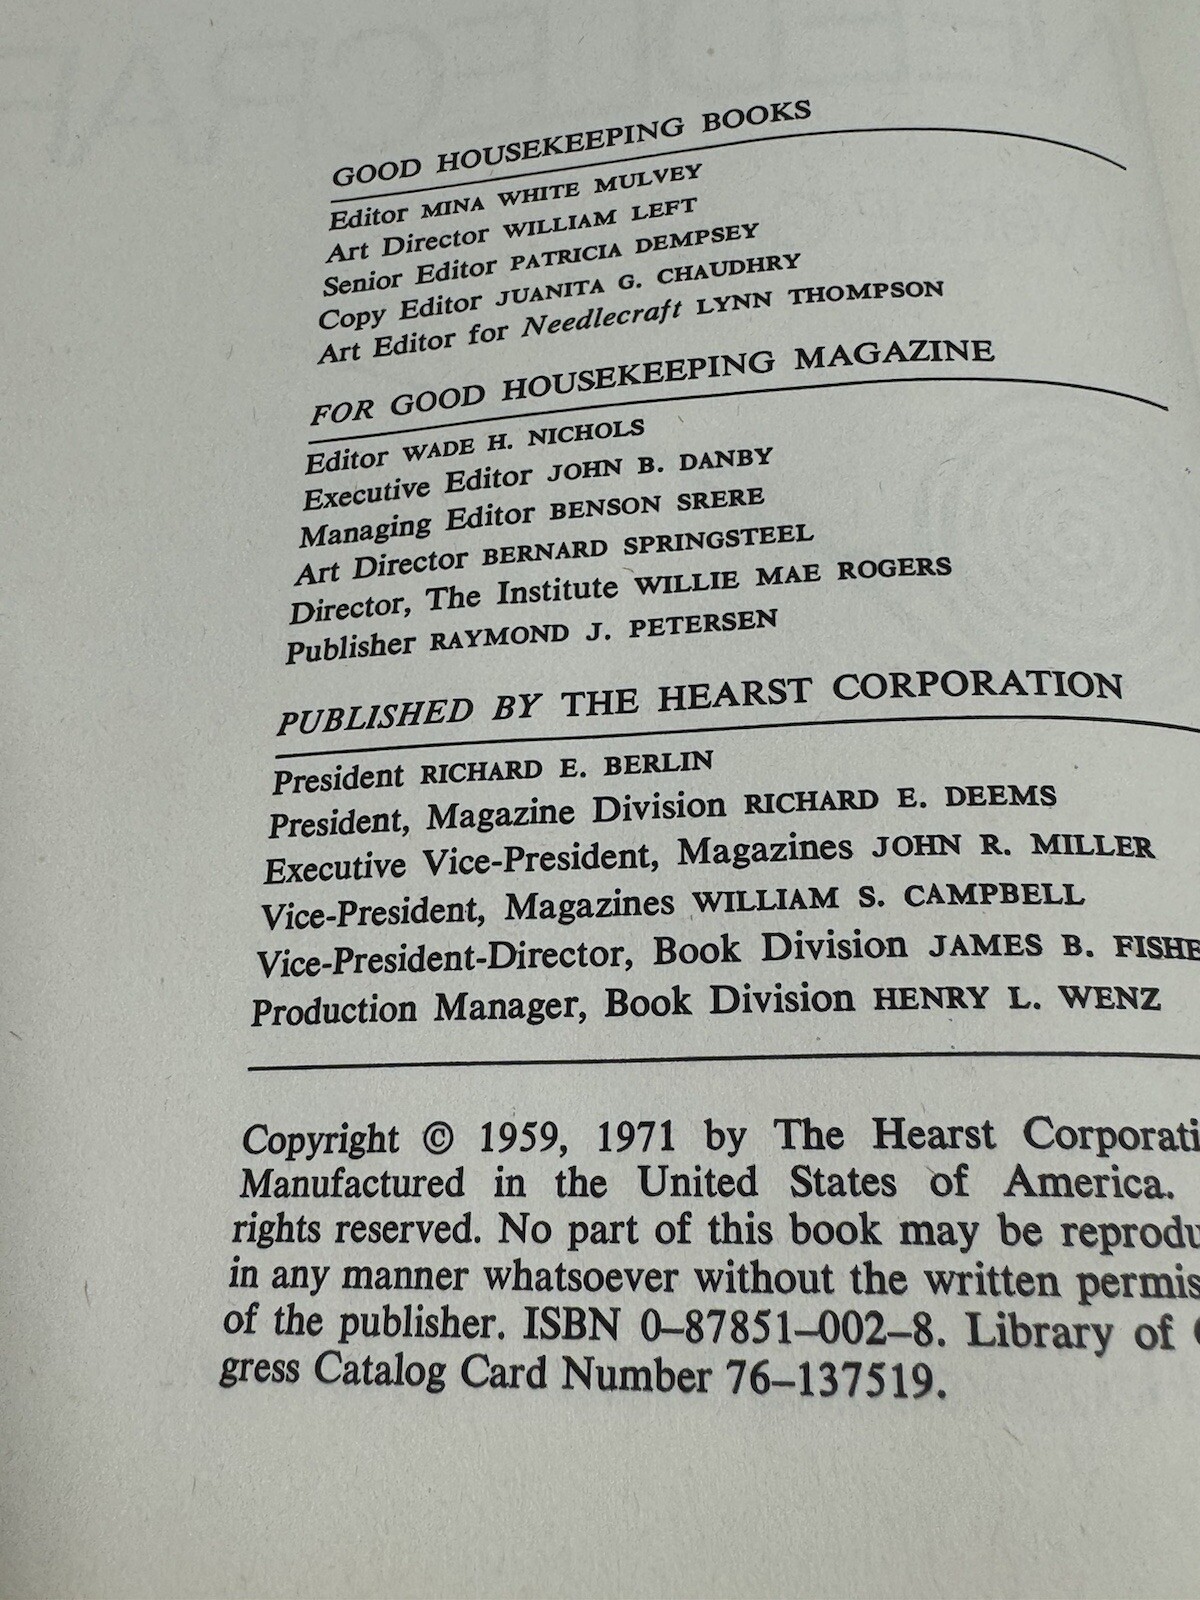 GOOD HOUSEKEEPING BOOKS
Editor MINA WHITE MULVEY
Art Director WILLIAM LEFT
Senior Editor PATRICIA DEMPSEY
Copy Editor JUANITA G. CHAUDHRY
Art Editor for Needlecraft LYNN THOMPSON
FOR GOOD HOUSEKEEPING MAGAZINE
Editor WADE H. NICHOLS
Executive Editor JOHN B. DANBY
Managing Editor BENSON SRERE
Art Director BERNARD SPRINGSTEEL
Director, The Institute WILLIE MAE ROGERS
Publisher RAYMOND J. PETERSEN
PUBLISHED BY THE HEARST CORPORATION
President RICHARD E. BERLIN
President, Magazine Division RICHARD E. DEEMS
Executive Vice-President, Magazines JOHN R. MILLER
Vice-President, Magazines WILLIAM S. CAMPBELL
Vice-President-Director, Book Division JAMES B. FISHE
Production Manager, Book Division HENRY L. WENZ
Copyright © 1959, 1971 by The Hearst Corporati
Manufactured in the United States of America.
rights reserved. No part of this book may be reprodu
in any manner whatsoever without the written permis
of the publisher. ISBN 0–87851–002–8. Library of
gress Catalog Card Number 76–137519.